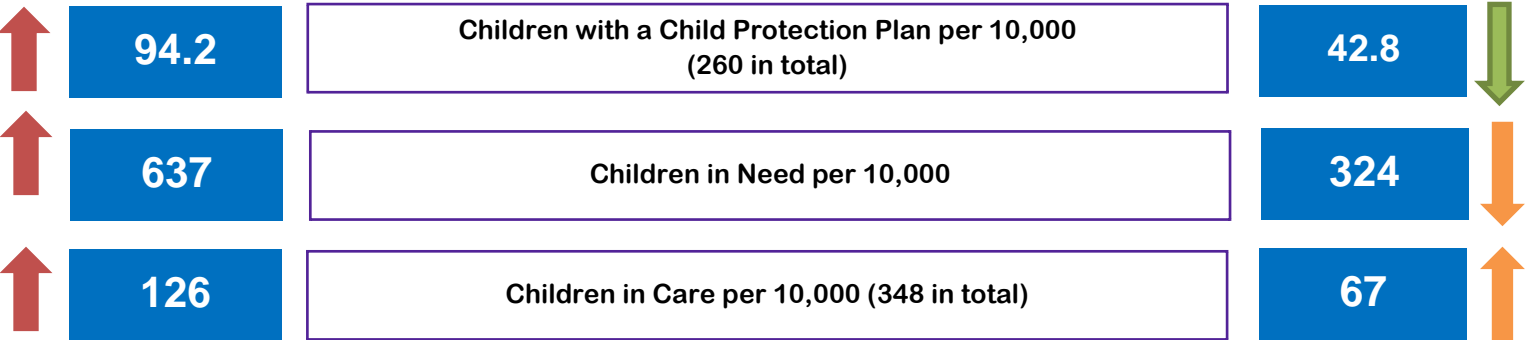 94.2
Children with a Child Protection Plan per 10,000
(260 in total)
42.8
637
Children in Need per 10,000
324
126
Children in Care per 10,000 (348 in total)
67